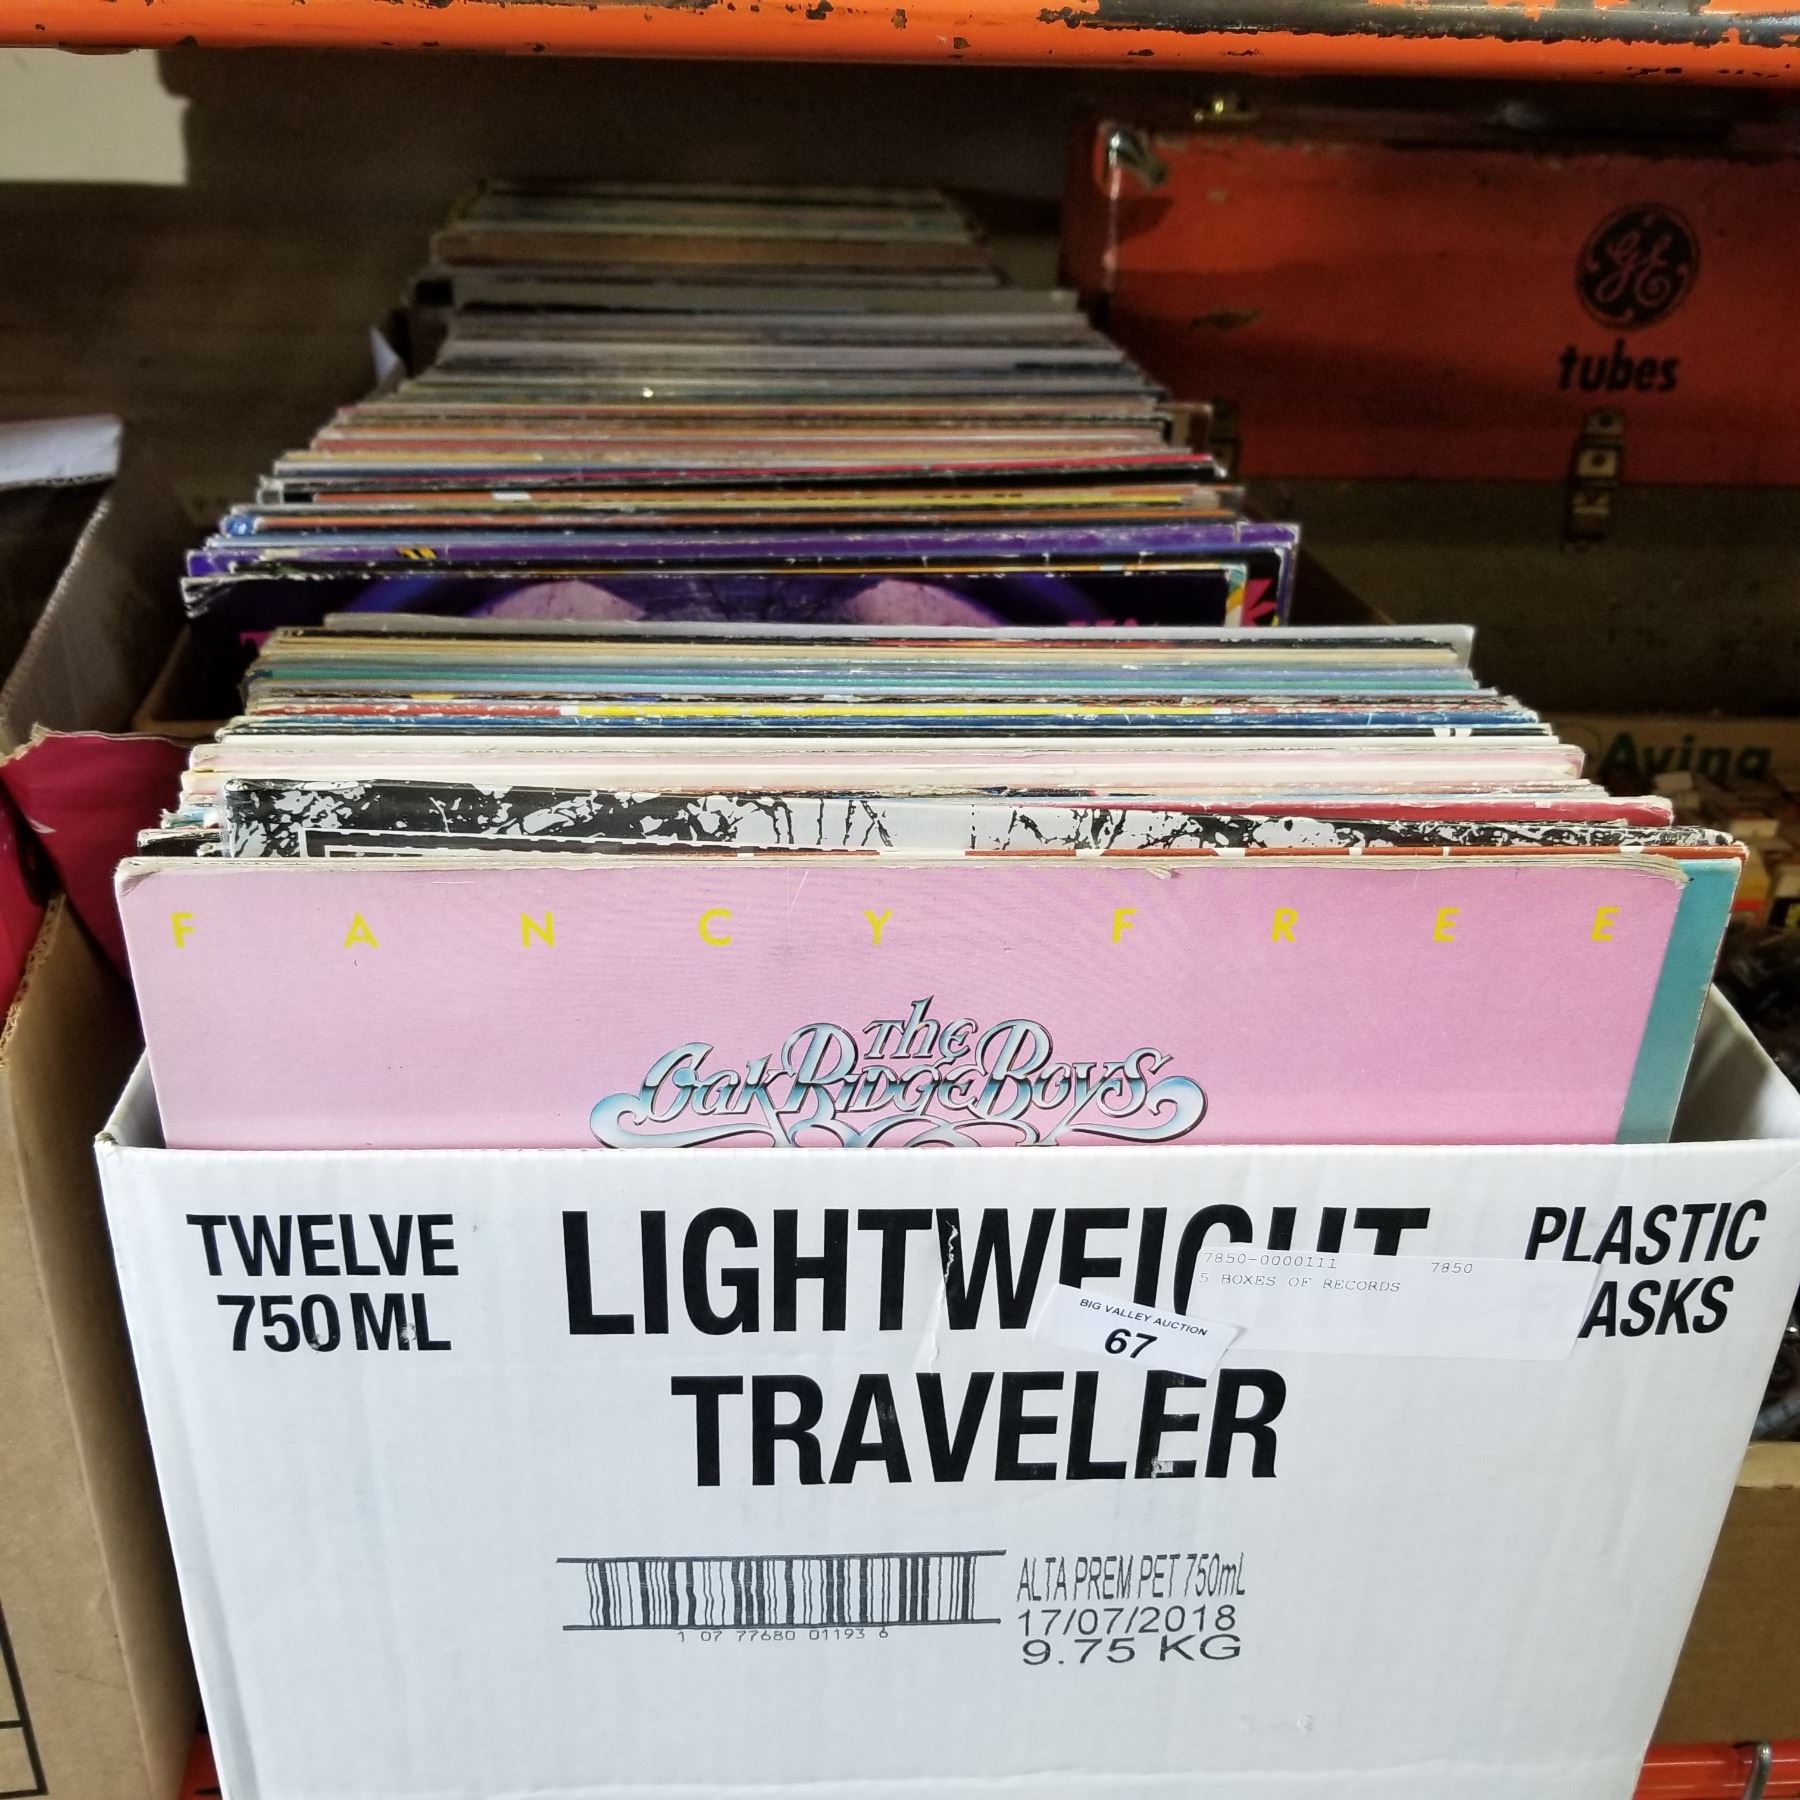 GE
tubes
Avina
FANCY FREE
The
Oak Ridge Boys
TWELVE
750 ML
LIGHTWEIGHT
TRAVELER
PLASTIC
ASKS
7850-0000111 7850
5 BOXES OF RECORDS
BIG VALLEY AUCTION
67
1 07 77680 01193 6
ALTA PREM PET 750mL
17/07/2018
9.75 KG